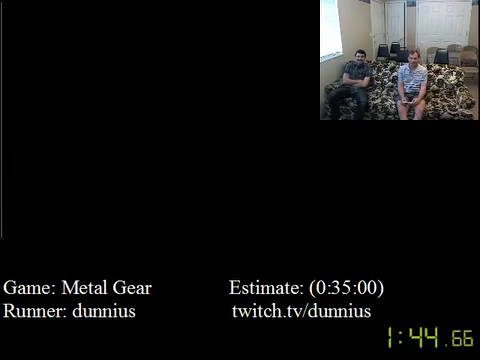 Game: Metal Gear
Estimate: (0:35:00)
Runner: dunnius
twitch.tv/dunnius
1:44.66